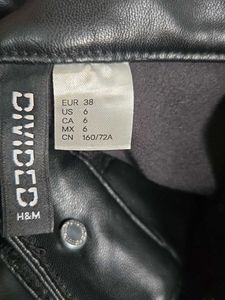 DIVIDED
H&M
EUR 38
US 6
CA 6
MX 6
CN 160/72A